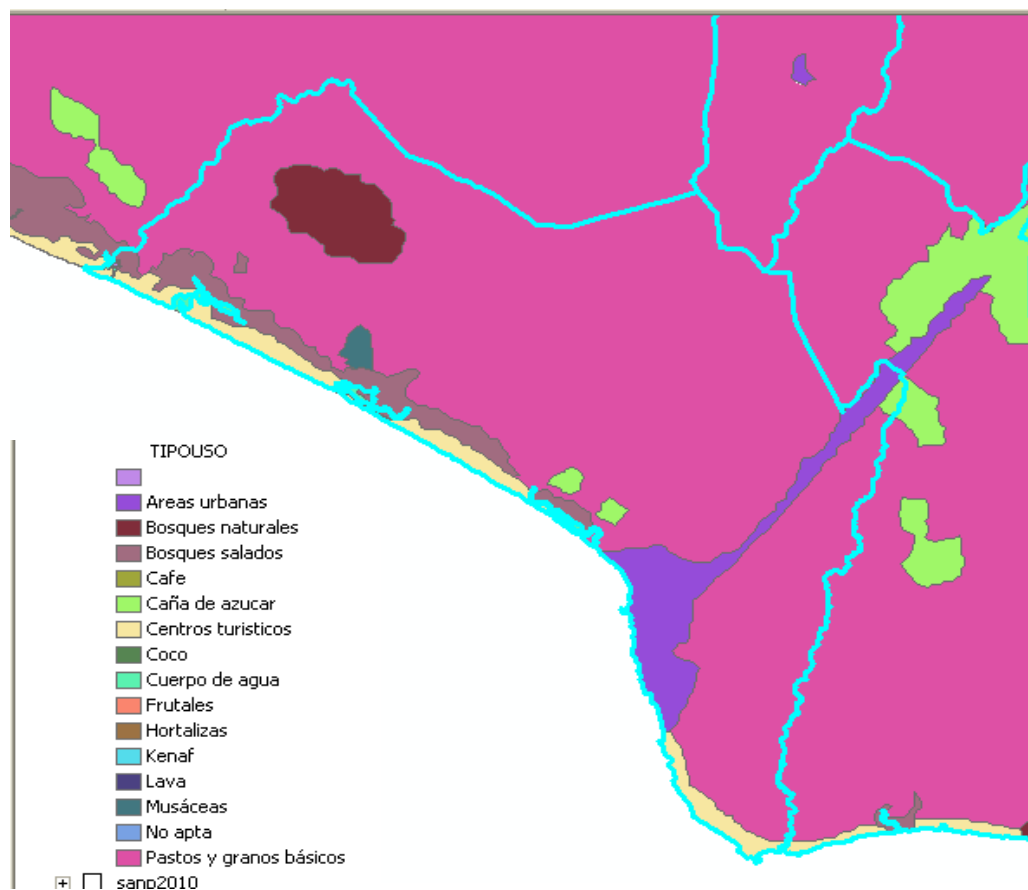 TIPOUSO
Areas urbanas
Bosques naturales
Bosques salados
Cafe
Caña de azucar
Centros turisticos
Coco
Cuerpo de agua
Frutales
Hortalizas
Kenaf
Lava
Musáceas
No apta
Pastos y granos básicos
sanp2010